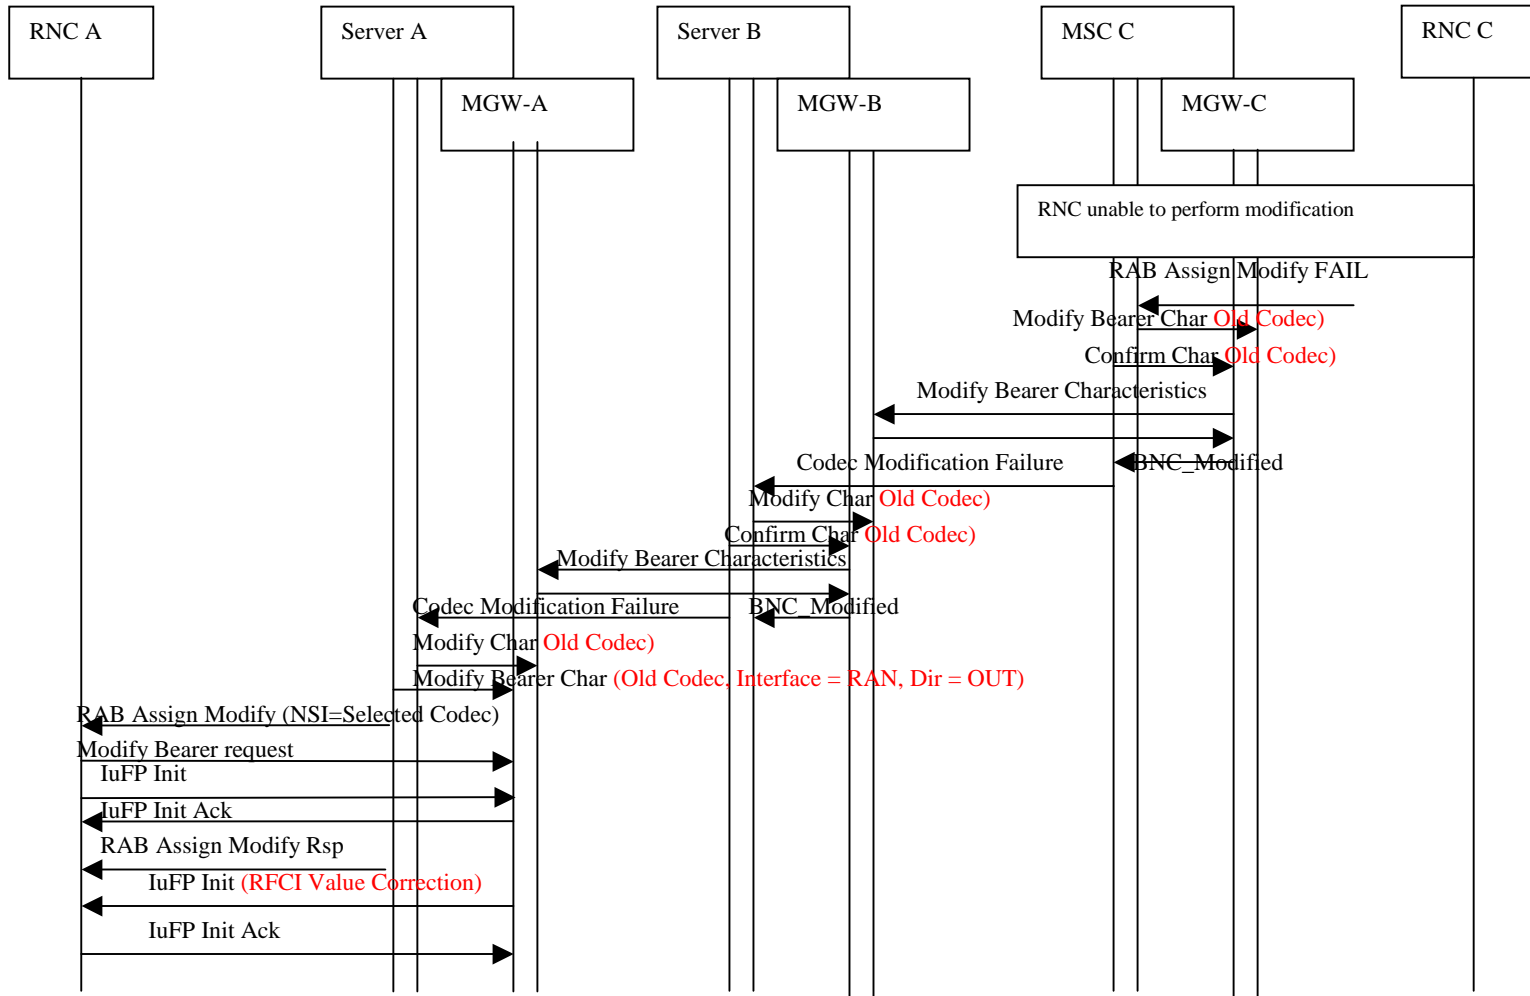 RNC A
Server A
Server B
MSC C
RNC C
MGW-A
MGW-B
MGW-C
RNC unable to perform modification
RAB Assign Modify FAIL
Modify Bearer Char Old Codec)
Confirm Char Old Codec)
Modify Bearer Characteristics
Codec Modification Failure
BNC_Modified
Modify Char Old Codec)
Confirm Char Old Codec)
Modify Bearer Characteristics
Codec Modification Failure
BNC_Modified
Modify Char Old Codec)
Modify Bearer Char (Old Codec, Interface = RAN, Dir = OUT)
RAB Assign Modify (NSI=Selected Codec)
Modify Bearer request
IuFP Init
IuFP Init Ack
RAB Assign Modify Rsp
IuFP Init (RFCI Value Correction)
IuFP Init Ack